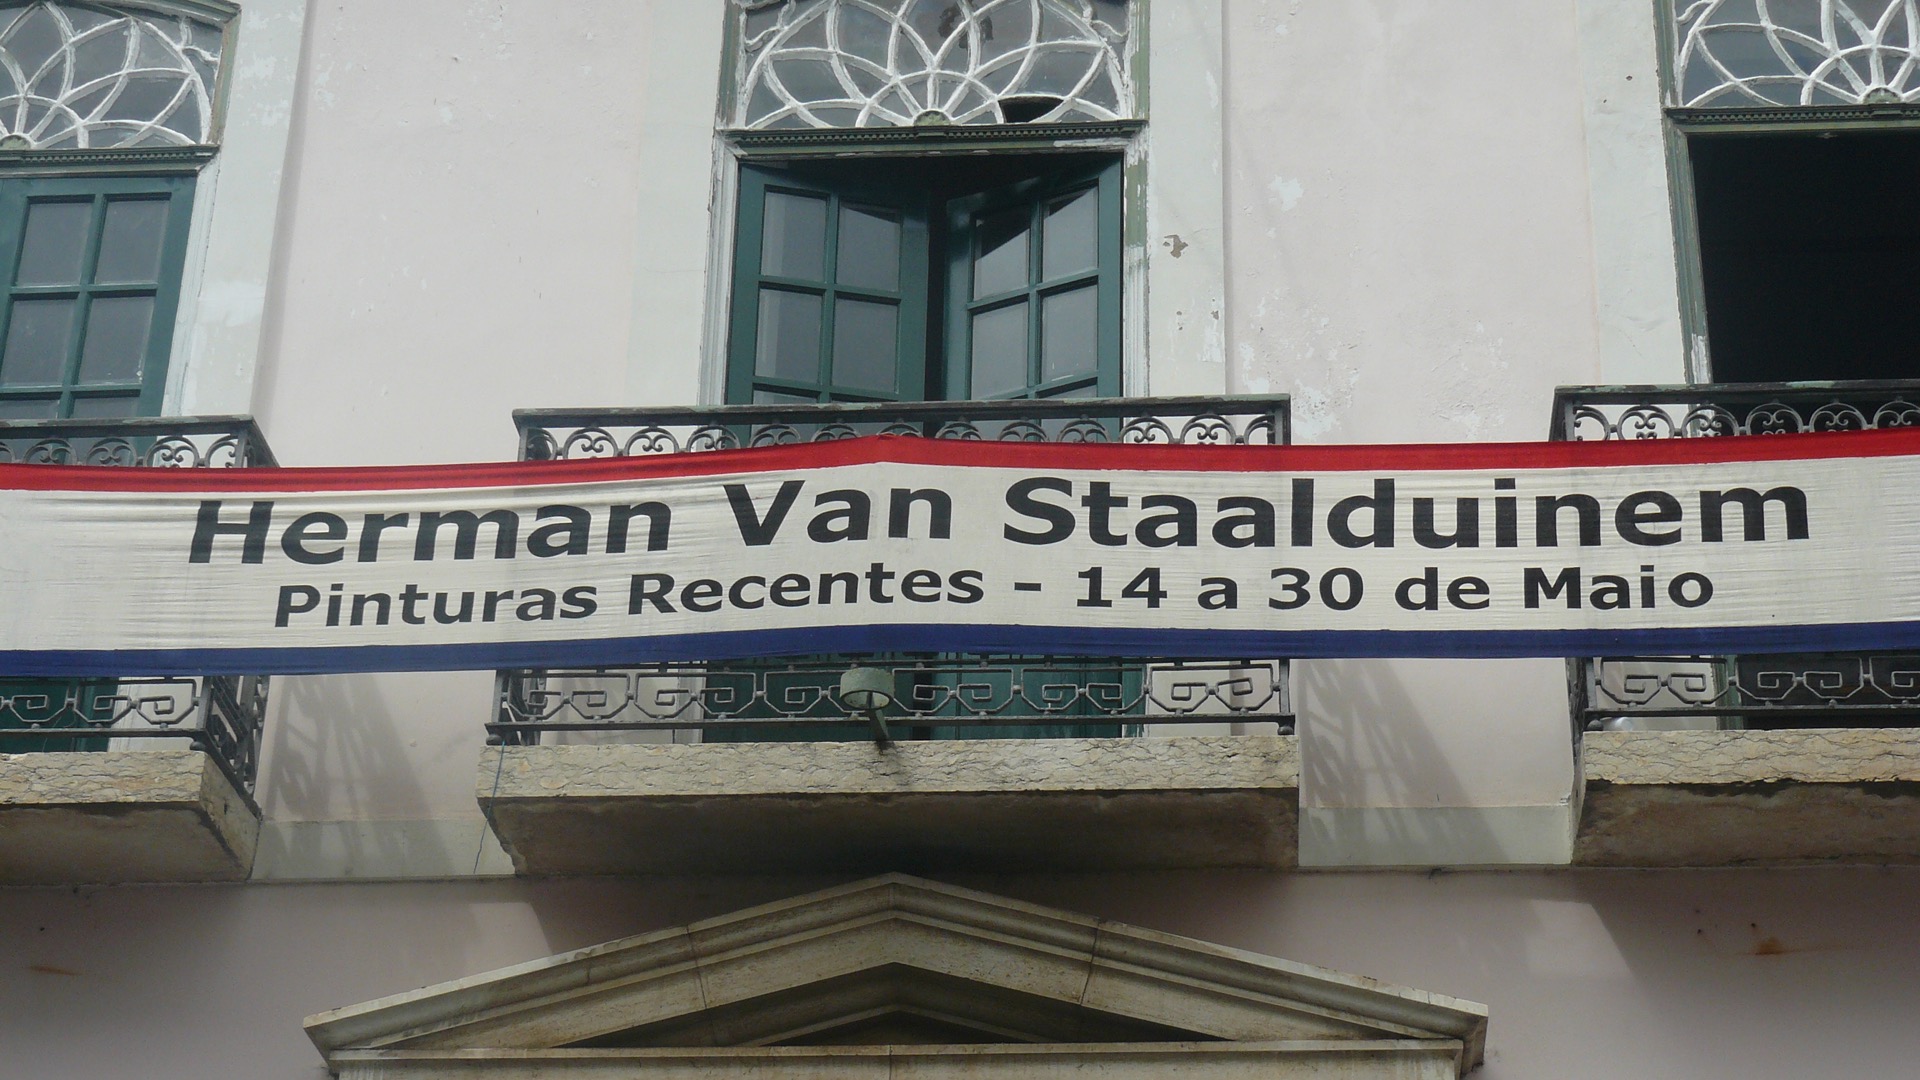 Herman Van Staalduinem
Pinturas Recentes - 14 a 30 de Maio